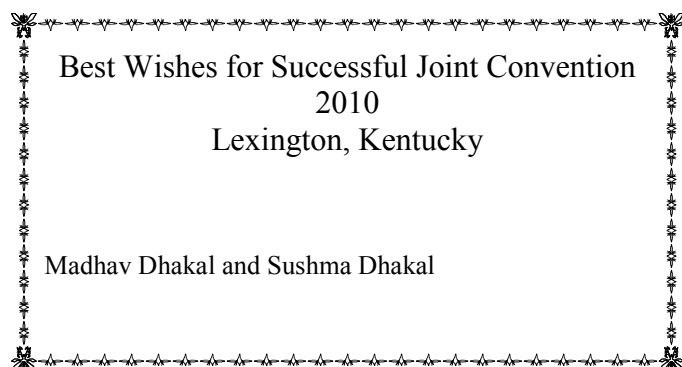 Best Wishes for Successful Joint Convention
2010
Lexington, Kentucky
Madhav Dhakal and Sushma Dhakal